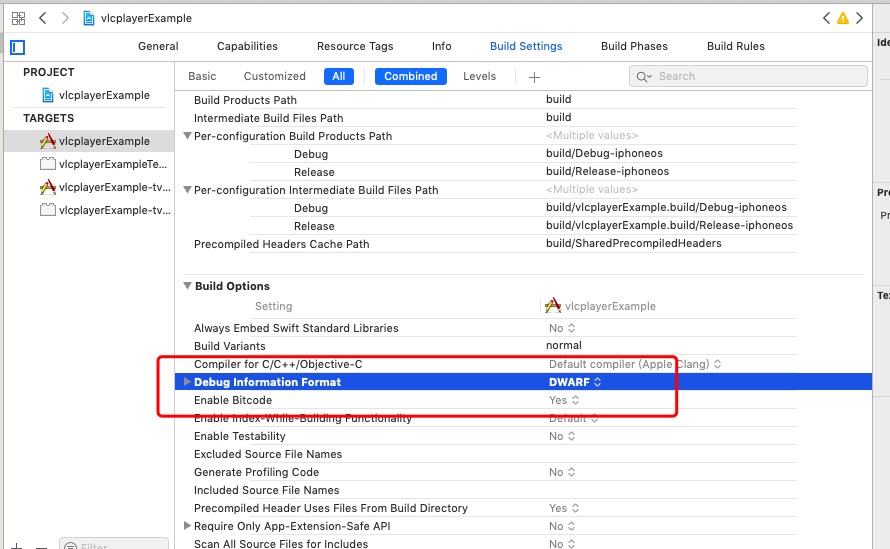 vlcplayerExample
General Capabilities Resource Tags Info Build Settings Build Phases Build Rules
PROJECT
vlcplayerExample
TARGETS
vlcplayerExample
vlcplayerExampleTe...
vlcplayerExample-tv...
vlcplayerExample-tv...
Filter
Basic Customized All Combined Levels + Search
Build Products Path build
Intermediate Build Files Path build
Per-configuration Build Products Path <Multiple values>
Debug build/Debug-iphoneos
Release build/Release-iphoneos
Per-configuration Intermediate Build Files Path <Multiple values>
Debug build/vlcplayerExample.build/Debug-iphoneos
Release build/vlcplayerExample.build/Release-iphoneos
Precompiled Headers Cache Path build/SharedPrecompiledHeaders
Build Options
Setting vlcplayerExample
Always Embed Swift Standard Libraries No
Build Variants normal
Compiler for C/C++/Objective-C Default compiler (Apple Clang)
Debug Information Format DWARF
Enable Bitcode Yes
Enable Index-While-Building Functionality Default
Enable Testability No
Excluded Source File Names
Generate Profiling Code No
Included Source File Names
Precompiled Header Uses Files From Build Directory Yes
Require Only App-Extension-Safe API No
Scan All Source Files for Includes No
Ide
Pro
Pr
Tex